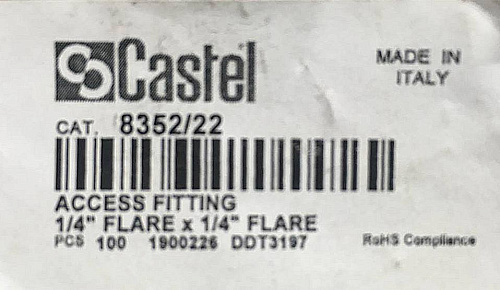 Castel
MADE IN
ITALY
CAT. 8352/22
ACCESS FITTING
1/4" FLARE x 1/4" FLARE
PCS 100 1900226 DDT3197
RoHS Compliance